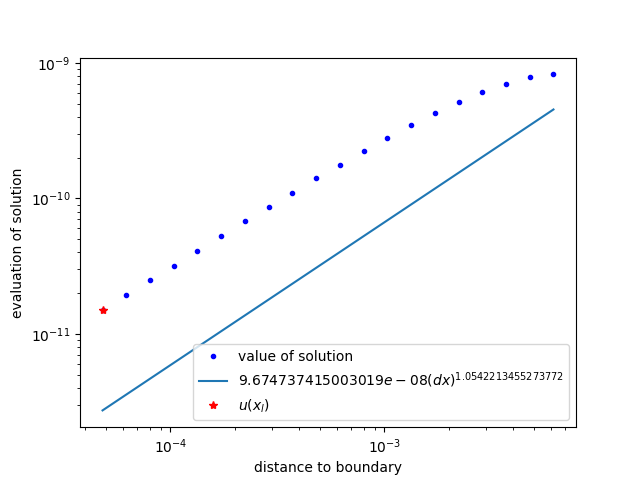 10⁻⁹
10⁻¹⁰
10⁻¹¹
evaluation of solution
value of solution
9.674737415003019e − 08(dx)^1.0542213455273772
u(x_l)
10⁻⁴
10⁻³
distance to boundary